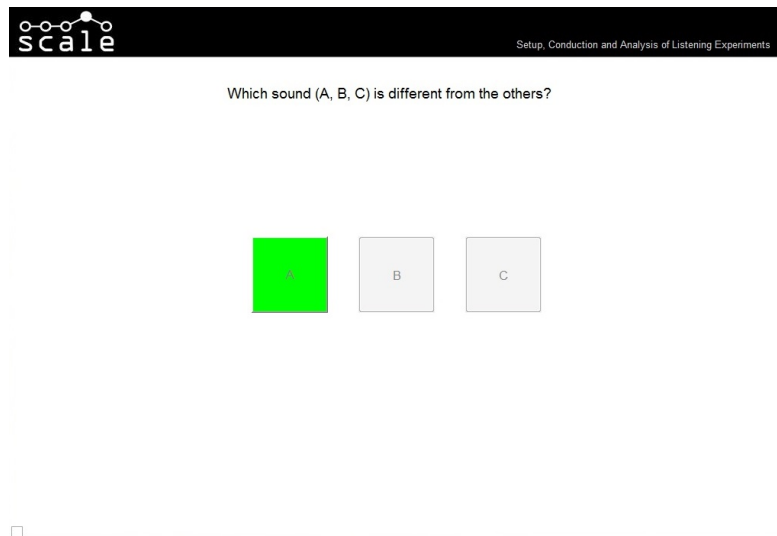 scale
Setup, Conduction and Analysis of Listening Experiments
Which sound (A, B, C) is different from the others?
A
B
C